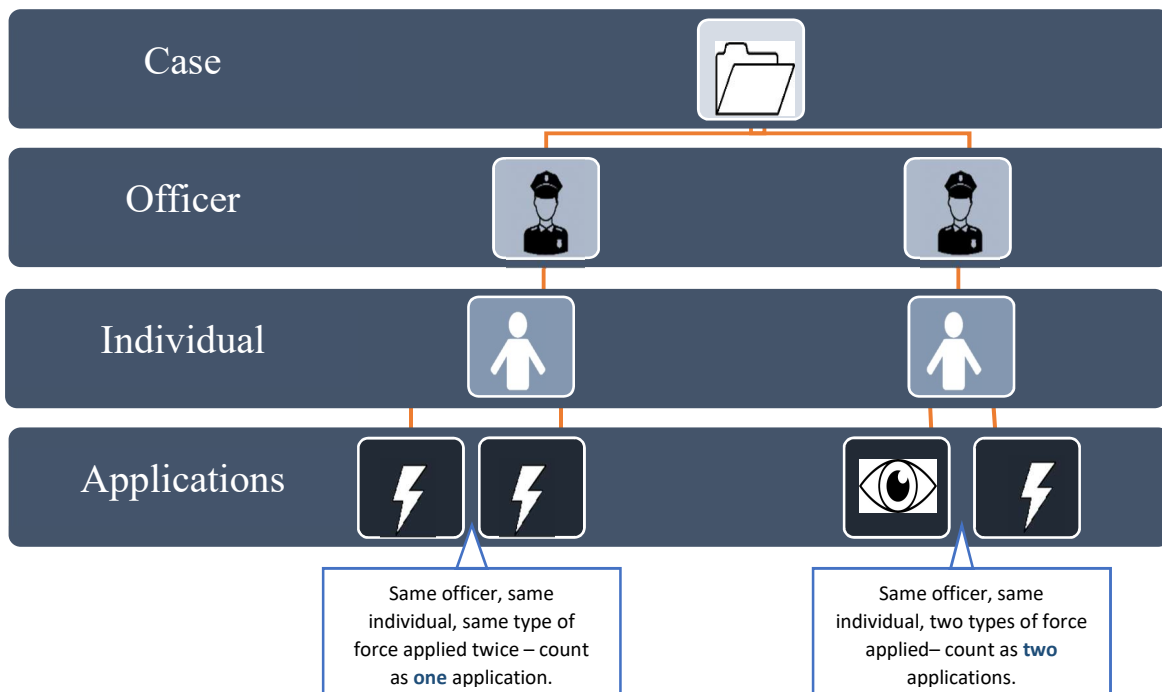 Case
Officer
Individual
Applications
Same officer, same
individual, same type of
force applied twice – count
as one application.
Same officer, same
individual, two types of force
applied– count as two
applications.